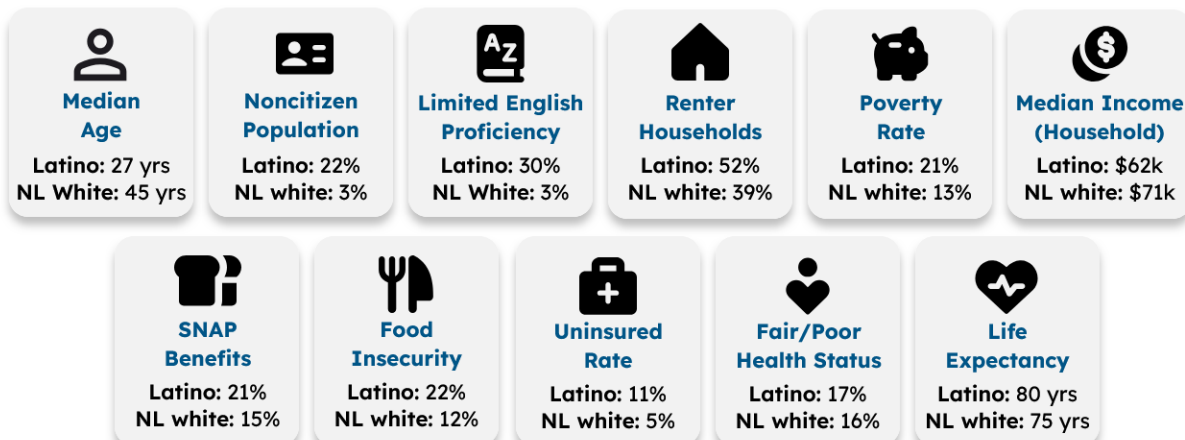 AZ
$
Median
Age
Latino: 27 yrs
NL White: 45 yrs
Noncitizen
Population
Latino: 22%
NL white: 3%
Limited English
Proficiency
Latino: 30%
NL White: 3%
Renter
Households
Latino: 52%
NL white: 39%
Poverty
Rate
Latino: 21%
NL white: 13%
Median Income
(Household)
Latino: $62k
NL white: $71k
SNAP
Benefits
Latino: 21%
NL white: 15%
Food
Insecurity
Latino: 22%
NL white: 12%
Uninsured
Rate
Latino: 11%
NL white: 5%
Fair/Poor
Health Status
Latino: 17%
NL white: 16%
Life
Expectancy
Latino: 80 yrs
NL white: 75 yrs